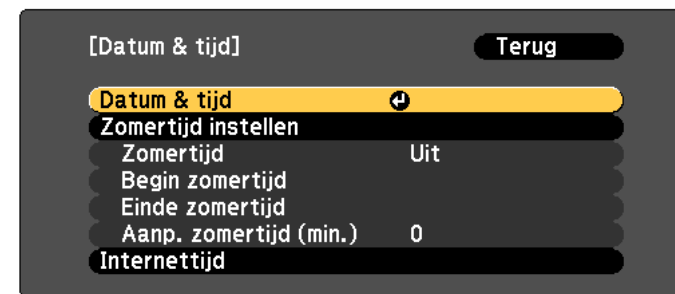 [Datum & tijd] Terug
Datum & tijd
Zomertijd instellen
Zomertijd Uit
Begin zomertijd
Einde zomertijd
Aanp. zomertijd (min.) 0
Internettijd